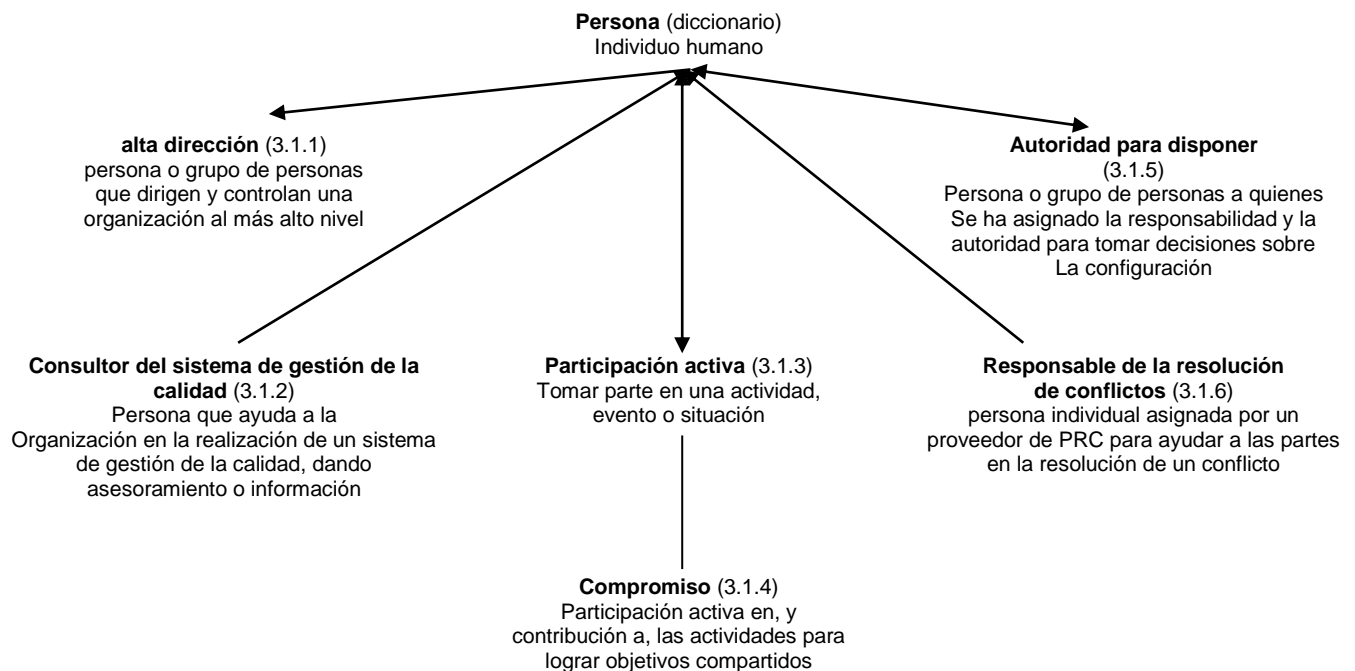 Persona (diccionario)
Individuo humano
alta dirección (3.1.1)
persona o grupo de personas
que dirigen y controlan una
organización al más alto nivel
Autoridad para disponer
(3.1.5)
Persona o grupo de personas a quienes
Se ha asignado la responsabilidad y la
autoridad para tomar decisiones sobre
La configuración
Consultor del sistema de gestión de la
calidad (3.1.2)
Persona que ayuda a la
Organización en la realización de un sistema
de gestión de la calidad, dando
asesoramiento o información
Participación activa (3.1.3)
Tomar parte en una actividad,
evento o situación
Responsable de la resolución
de conflictos (3.1.6)
persona individual asignada por un
proveedor de PRC para ayudar a las partes
en la resolución de un conflicto
Compromiso (3.1.4)
Participación activa en, y
contribución a, las actividades para
lograr objetivos compartidos